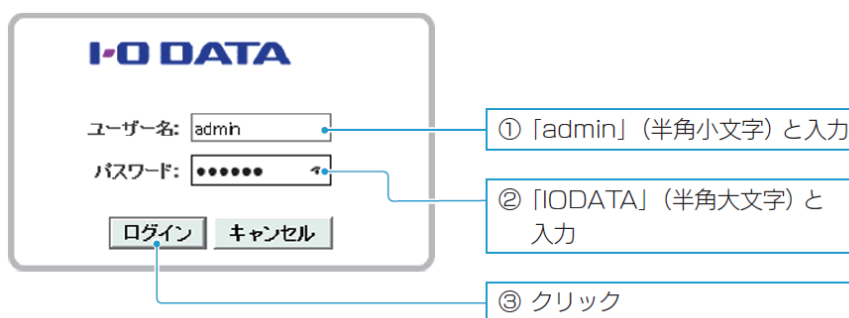 I-O DATA
ユーザー名: admin
パスワード: ●●●●●●
ログイン キャンセル
① 「admin」(半角小文字) と入力
② 「IODATA」(半角大文字) と
入力
③ クリック